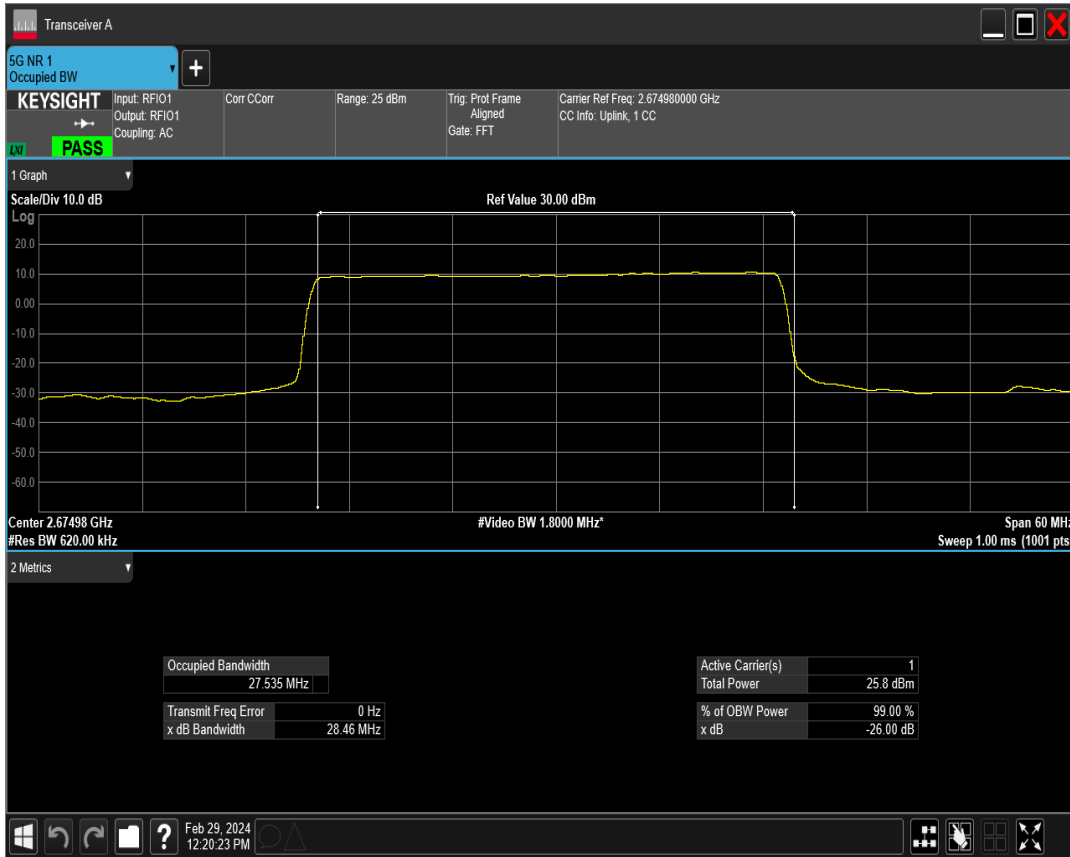 Transceiver A
5G NR 1
Occupied BW
+
KEYSIGHT
LXI
PASS
Input: RFIO1
Output: RFIO1
Coupling: AC
Corr CCorr
Range: 25 dBm
Trig: Prot Frame
Aligned
Gate: FFT
Carrier Ref Freq: 2.674980000 GHz
CC Info: Uplink, 1 CC
1 Graph
Scale/Div 10.0 dB
Ref Value 30.00 dBm
Log
20.0
10.0
0.00
-10.0
-20.0
-30.0
-40.0
-50.0
-60.0
Center 2.67498 GHz
#Video BW 1.8000 MHz*
Span 60 MHz
#Res BW 620.00 kHz
Sweep 1.00 ms (1001 pts
2 Metrics
Occupied Bandwidth
27.535 MHz
Transmit Freq Error 0 Hz
x dB Bandwidth 28.46 MHz
Active Carrier(s) 1
Total Power 25.8 dBm
% of OBW Power 99.00 %
x dB -26.00 dB
?
Feb 29, 2024
12:20:23 PM